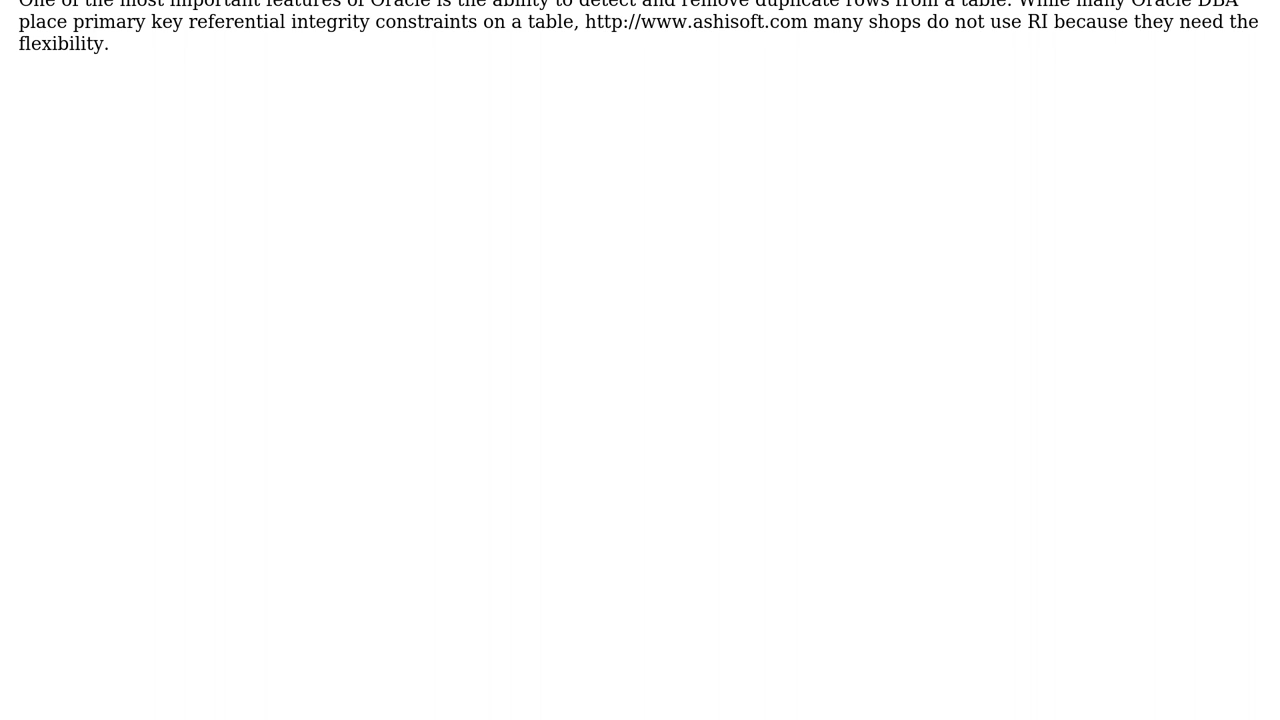 One of the most important features of Oracle is the ability to detect and remove duplicate rows from a table. While many Oracle DBA
place primary key referential integrity constraints on a table, http://www.ashisoft.com many shops do not use RI because they need the
flexibility.